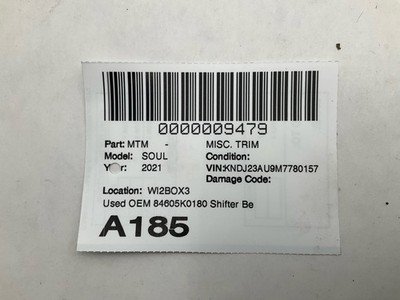 0000009479
Part: MTM - MISC. TRIM
Model: SOUL Condition:
2021 VIN:KNDJ23AU9M7780157
Damage Code:
Location: WI2BOX3
Used OEM 84605K0180 Shifter Be
A185